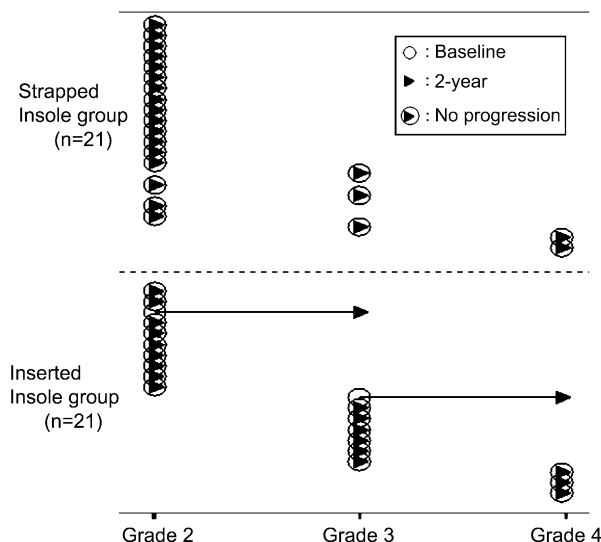 Strapped
Insole group
(n=21)
: Baseline
: 2-year
: No progression
Inserted
Insole group
(n=21)
Grade 2
Grade 3
Grade 4